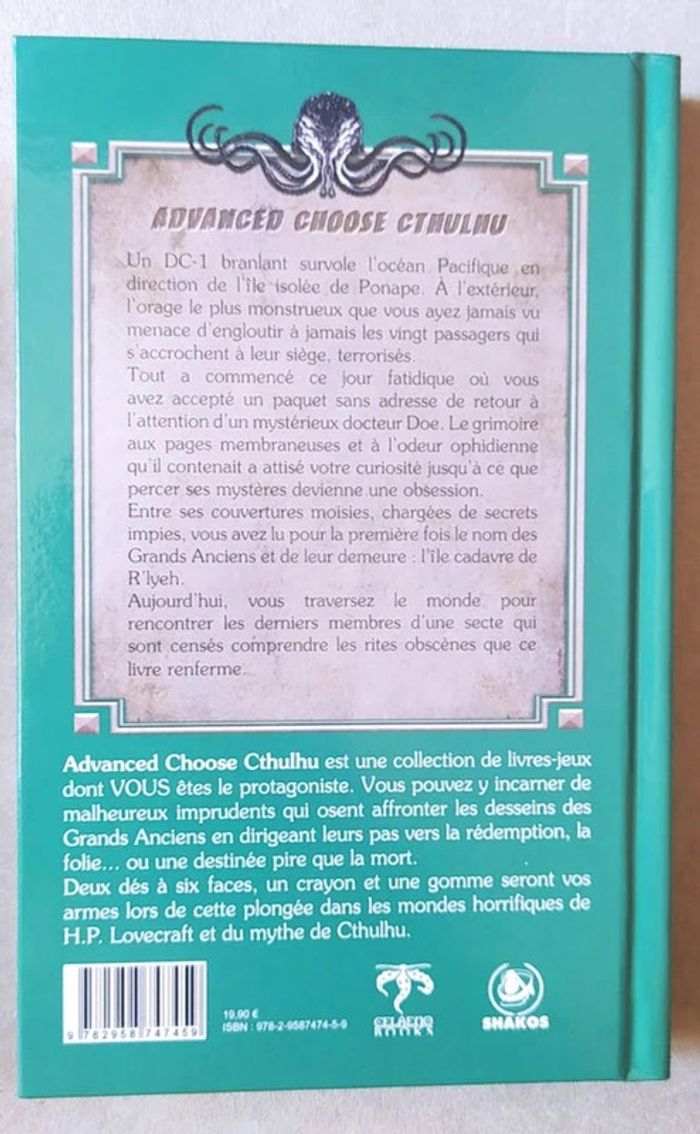 ADVANCED CHOOSE CTHULHU
Un DC-1 branlant survole l'océan Pacifique en
direction de l'île isolée de Ponape. À l'extérieur,
l'orage le plus monstrueux que vous ayez jamais vu
menace d'engloutir à jamais les vingt passagers qui
s'accrochent à leur siège, terrorisés.
Tout a commencé ce jour fatidique où vous
avez accepté un paquet sans adresse de retour à
l'attention d'un mystérieux docteur Doe. Le grimoire
aux pages membraneuses et à l'odeur ophidienne
qu'il contenait a attisé votre curiosité jusqu'à ce que
percer ses mystères devienne une obsession.
Entre ses couvertures moisies, chargées de secrets
impies, vous avez lu pour la première fois le nom des
Grands Anciens et de leur demeure : l'île cadavre de
R'lyeh.
Aujourd'hui, vous traversez le monde pour
rencontrer les derniers membres d'une secte qui
sont censés comprendre les rites obscènes que ce
livre renferme.
Advanced Choose Cthulhu est une collection de livres-jeux
dont VOUS êtes le protagoniste. Vous pouvez y incarner de
malheureux imprudents qui osent affronter les desseins des
Grands Anciens en dirigeant leurs pas vers la rédemption, la
folie... ou une destinée pire que la mort.
Deux dés à six faces, un crayon et une gomme seront vos
armes lors de cette plongée dans les mondes horrifiques de
H.P. Lovecraft et du mythe de Cthulhu.
19,90 €
ISBN : 978-2-9587474-5-9
9 782958 747459
CELAENO
BOOKS
SHAKOS